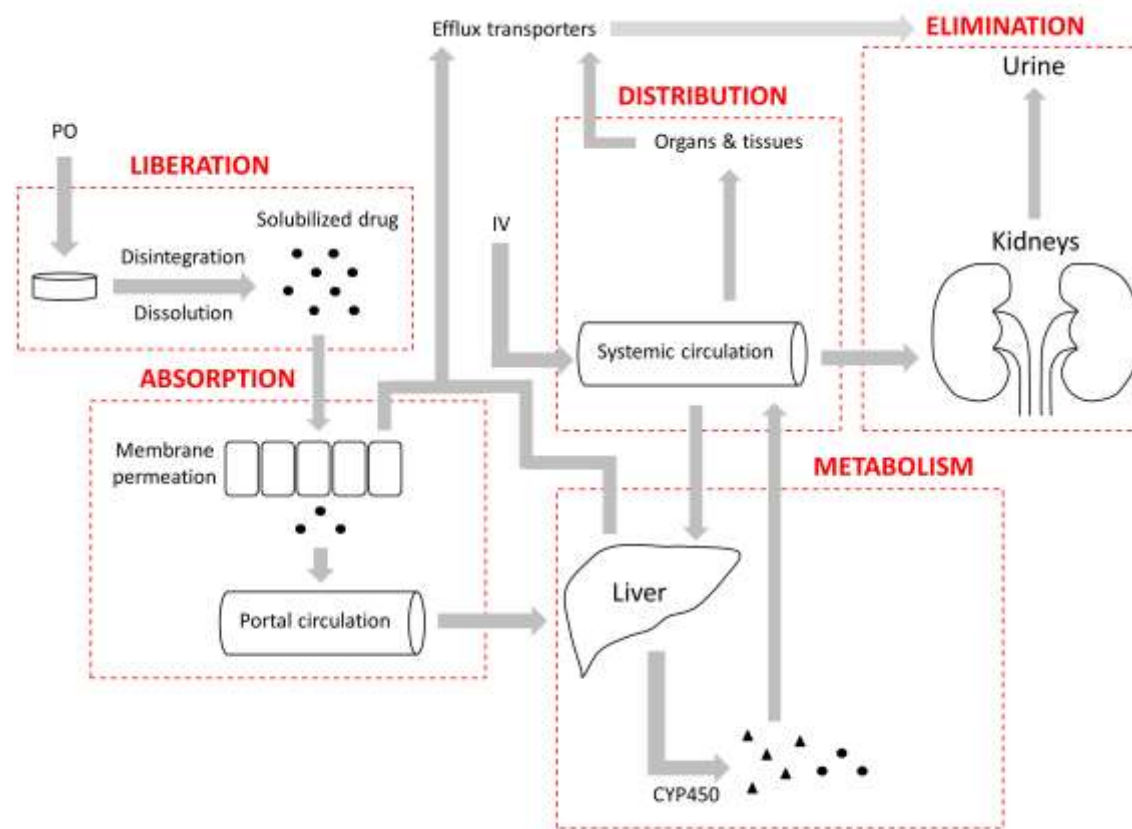 Efflux transporters
ELIMINATION
Urine
DISTRIBUTION
PO
Organs & tissues
LIBERATION
Solubilized drug
IV
Kidneys
Disintegration
Dissolution
Systemic circulation
ABSORPTION
Membrane
permeation
METABOLISM
Liver
Portal circulation
CYP450